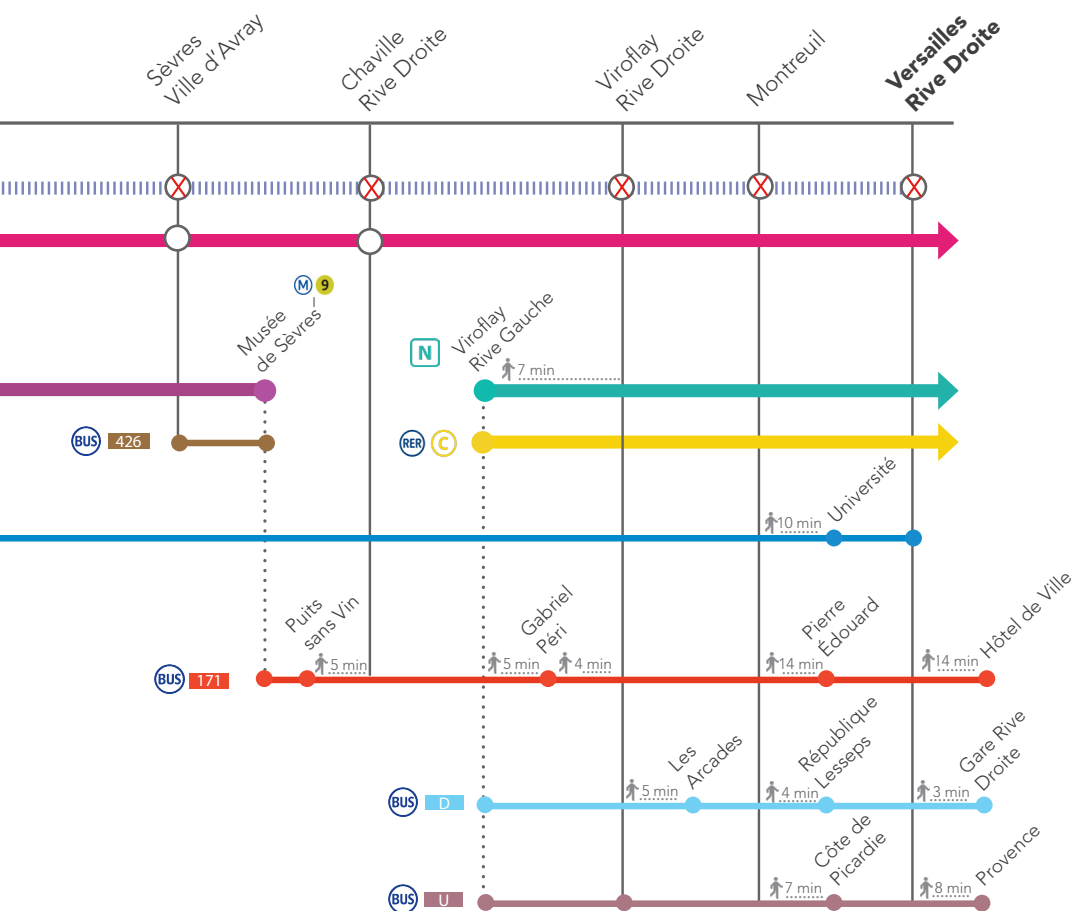 Sèvres
Ville d'Avray
Chaville
Rive Droite
Viroflay
Rive Droite
Montreuil
Versailles
Rive Droite
M 9
Musée
de Sèvres
N
Viroflay
Rive Gauche
7 min
BUS 426
RER C
Université
10 min
Puits
sans Vin
Gabriel
Péri
Pierre
Édouard
Hôtel de Ville
5 min
5 min
4 min
14 min
14 min
BUS 171
Les
Arcades
République
Lesseps
Gare Rive
Droite
5 min
4 min
3 min
BUS D
Côte de
Picardie
Provence
7 min
8 min
BUS U